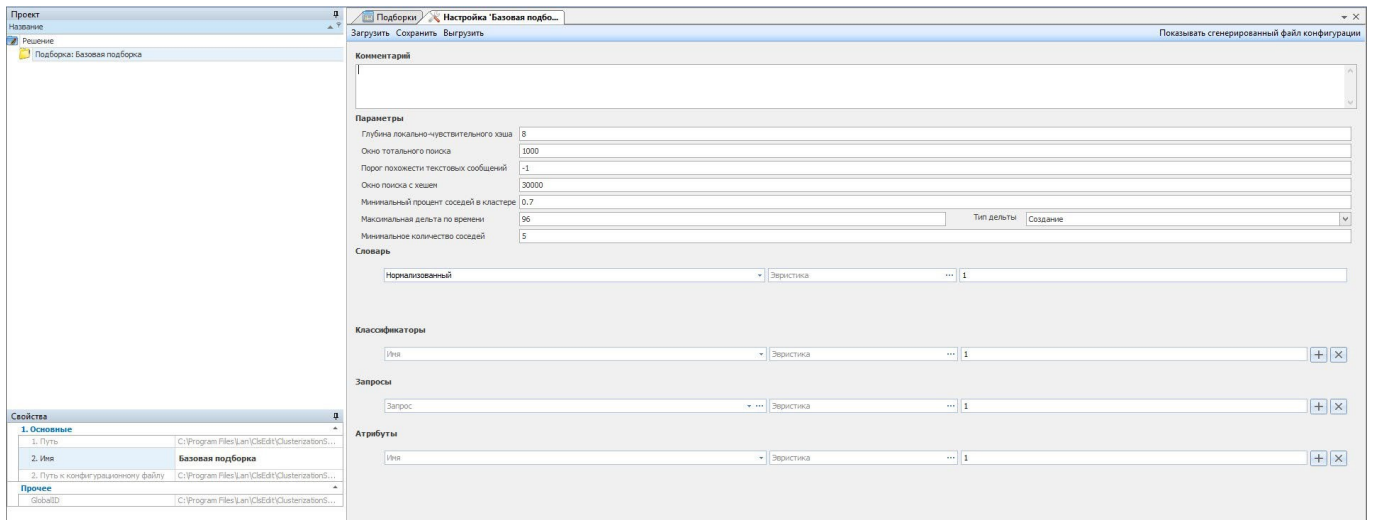 Проект
Название
Решение
Подборка: Базовая подборка
Подборки
Настройка 'Базовая подбо...
Загрузить Сохранить Выгрузить
Показывать сгенерированный файл конфигурации
Комментарий
Параметры
Глубина локально-чувствительного хэша 8
Окно тотального поиска 1000
Порог похожести текстовых сообщений -1
Окно поиска с хешем 30000
Минимальный процент соседей в кластере 0.7
Максимальная дельта по времени 96 Тип дельты Создание
Минимальное количество соседей 5
Словарь
Нормализованный Эвристика ... 1
Классификаторы
Имя Эвристика ... 1
Запросы
Запрос ... Эвристика ... 1
Атрибуты
Имя Эвристика ... 1
Свойства
1. Основные
1. Путь C:\Program Files\Lan\ClsEdit\ClusterizationS...
2. Имя Базовая подборка
2. Путь к конфигурационному файлу C:\Program Files\Lan\ClsEdit\ClusterizationS...
Прочее
GlobalID C:\Program Files\Lan\ClsEdit\ClusterizationS...